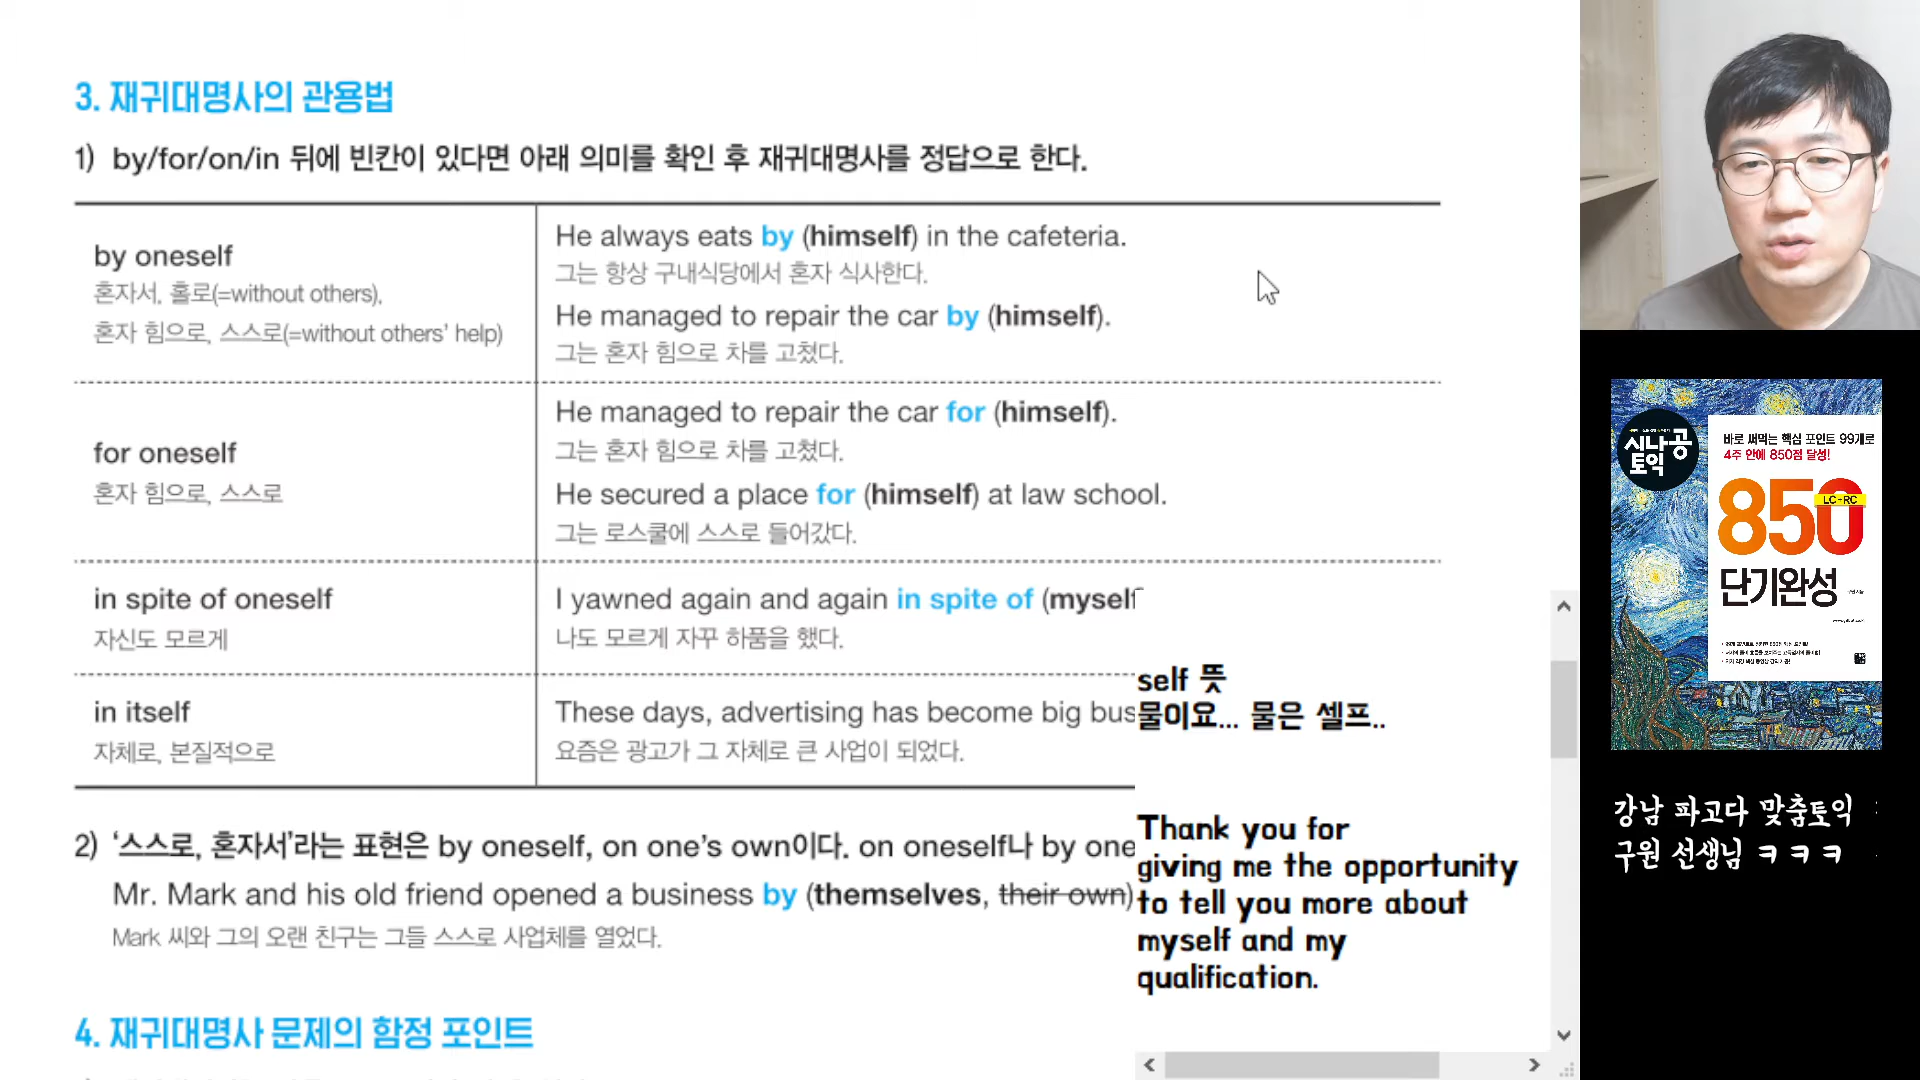 3. 재귀대명사의 관용법
1) by/for/on/in 뒤에 빈칸이 있다면 아래 의미를 확인 후 재귀대명사를 정답으로 한다.
by oneself
혼자서, 홀로(=without others),
혼자 힘으로, 스스로(=without others' help)
He always eats by (himself) in the cafeteria.
그는 항상 구내식당에서 혼자 식사한다.
He managed to repair the car by (himself).
그는 혼자 힘으로 차를 고쳤다.
for oneself
혼자 힘으로, 스스로
He managed to repair the car for (himself).
그는 혼자 힘으로 차를 고쳤다.
He secured a place for (himself) at law school.
그는 로스쿨에 스스로 들어갔다.
in spite of oneself
자신도 모르게
I yawned again and again in spite of (myself
나도 모르게 자꾸 하품을 했다.
in itself
자체로, 본질적으로
These days, advertising has become big bus
요즘은 광고가 그 자체로 큰 사업이 되었다.
2) '스스로, 혼자서'라는 표현은 by oneself, on one's own이다. on oneself나 by one
Mr. Mark and his old friend opened a business by (themselves, their own)
Mark 씨와 그의 오랜 친구는 그들 스스로 사업체를 열었다.
4. 재귀대명사 문제의 함정 포인트
self 뜻
물이요... 물은 셀프..
Thank you for
giving me the opportunity
to tell you more about
myself and my
qualification.
시나공
토익
바로 써먹는 핵심 포인트 99개로
4주 안에 850점 달성!
LC+RC
850
단기완성
강남 파고다 맞춤토익
구원 선생님 ㅋㅋㅋ